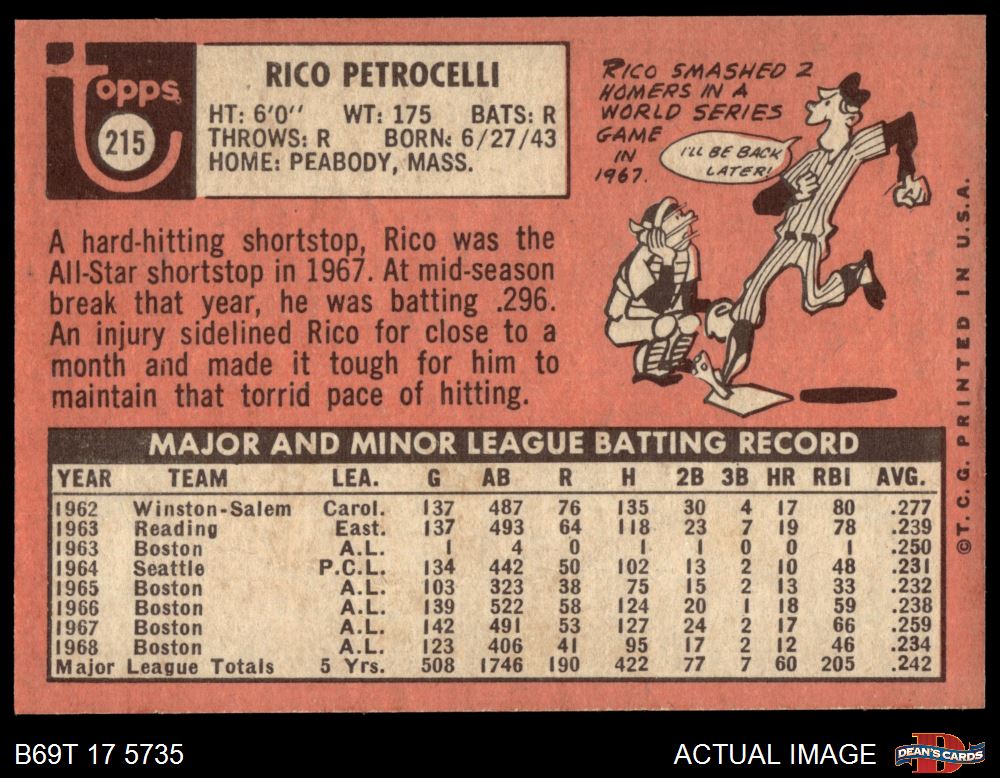 Topps
215
RICO PETROCELLI
HT: 6'0" WT: 175 BATS: R
THROWS: R BORN: 6/27/43
HOME: PEABODY, MASS.
RICO SMASHED 2
HOMERS IN A
WORLD SERIES
GAME
IN
1967.
I'LL BE BACK
LATER!
A hard-hitting shortstop, Rico was the
All-Star shortstop in 1967. At mid-season
break that year, he was batting .296.
An injury sidelined Rico for close to a
month and made it tough for him to
maintain that torrid pace of hitting.
MAJOR AND MINOR LEAGUE BATTING RECORD
YEAR TEAM LEA. G AB R H 2B 3B HR RBI AVG.
1962 Winston-Salem Carol. 137 487 76 135 30 4 17 80 .277
1963 Reading East. 137 493 64 118 23 7 19 78 .239
1963 Boston A.L. 1 4 0 1 1 0 0 1 .250
1964 Seattle P.C.L. 134 442 50 102 13 2 10 48 .231
1965 Boston A.L. 103 323 38 75 15 2 13 33 .232
1966 Boston A.L. 139 522 58 124 20 1 18 59 .238
1967 Boston A.L. 142 491 53 127 24 2 17 66 .259
1968 Boston A.L. 123 406 41 95 17 2 12 46 .234
Major League Totals 5 Yrs. 508 1746 190 422 77 7 60 205 .242
©T. C. G. PRINTED IN U.S.A.
B69T 17 5735
ACTUAL IMAGE
DEAN'S CARDS